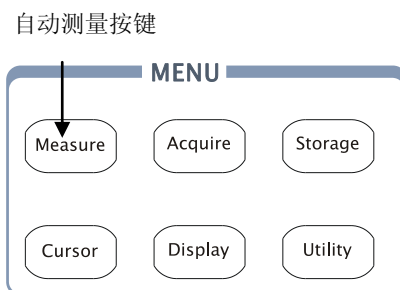 自动测量按键
MENU
Measure Acquire Storage
Cursor Display Utility